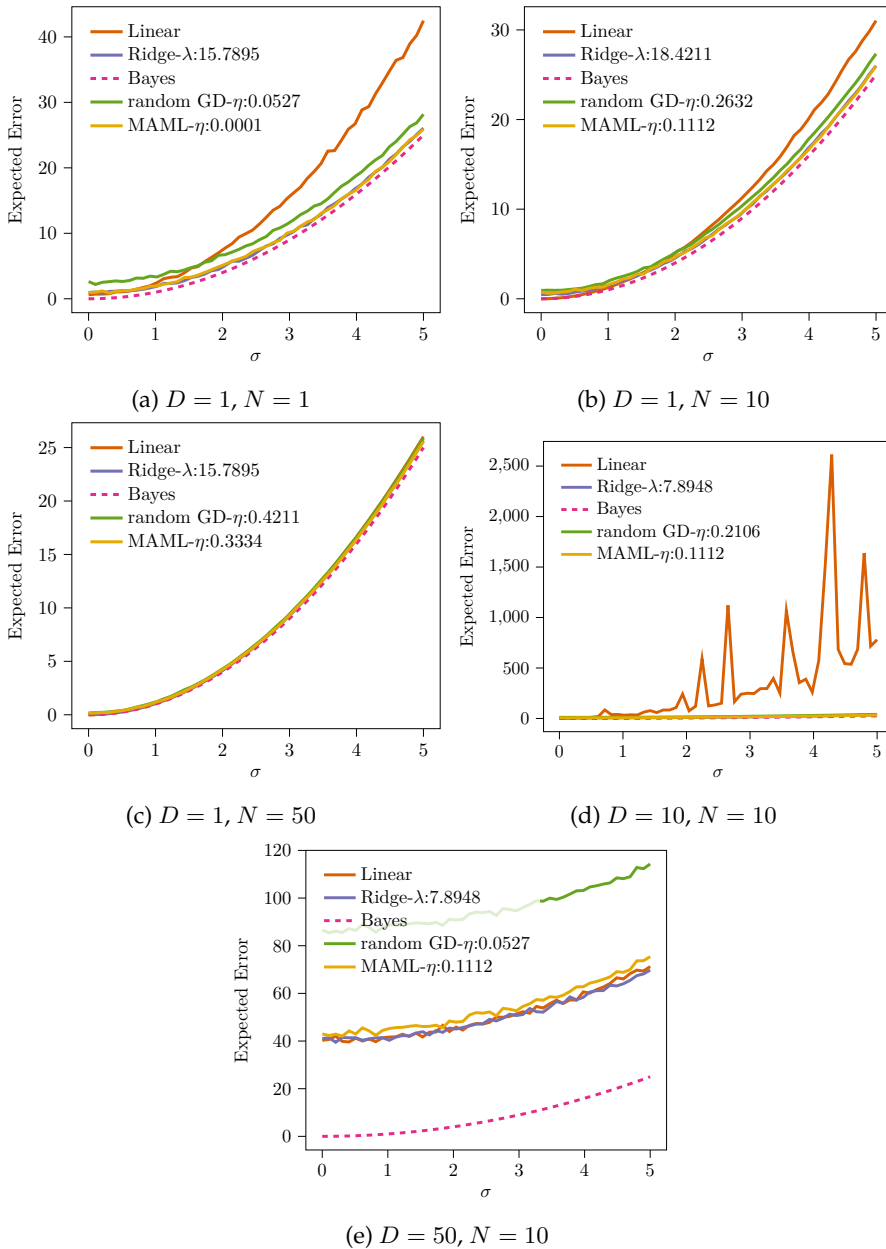 40
30
20
10
0
Expected Error
Linear
Ridge-λ:15.7895
Bayes
random GD-η:0.0527
MAML-η:0.0001
0 1 2 3 4 5
σ
(a) D = 1, N = 1
30
20
10
0
Expected Error
Linear
Ridge-λ:18.4211
Bayes
random GD-η:0.2632
MAML-η:0.1112
0 1 2 3 4 5
σ
(b) D = 1, N = 10
25
20
15
10
5
0
Expected Error
Linear
Ridge-λ:15.7895
Bayes
random GD-η:0.4211
MAML-η:0.3334
0 1 2 3 4 5
σ
(c) D = 1, N = 50
2,500
2,000
1,500
1,000
500
0
Expected Error
Linear
Ridge-λ:7.8948
Bayes
random GD-η:0.2106
MAML-η:0.1112
0 1 2 3 4 5
σ
(d) D = 10, N = 10
120
100
80
60
40
20
0
Expected Error
Linear
Ridge-λ:7.8948
Bayes
random GD-η:0.0527
MAML-η:0.1112
0 1 2 3 4 5
σ
(e) D = 50, N = 10